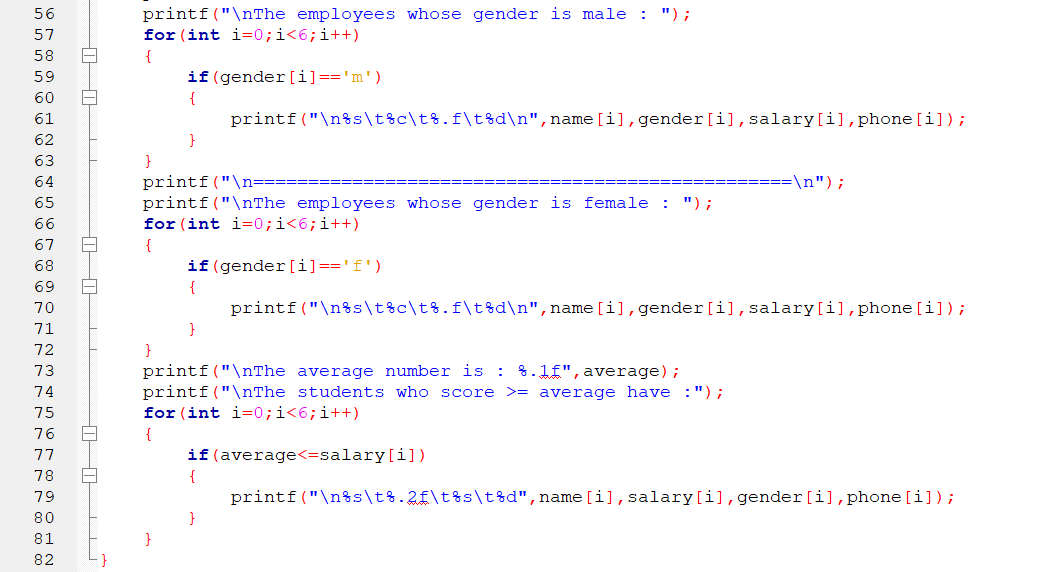 56 printf("\nThe employees whose gender is male : ");
57 for(int i=0;i<6;i++)
58 {
59 if(gender[i]=='m')
60 {
61 printf("\n%s\t%c\t%.f\t%d\n",name[i],gender[i],salary[i],phone[i]);
62 }
63 }
64 printf("\n=================================================\n");
65 printf("\nThe employees whose gender is female : ");
66 for(int i=0;i<6;i++)
67 {
68 if(gender[i]=='f')
69 {
70 printf("\n%s\t%c\t%.f\t%d\n",name[i],gender[i],salary[i],phone[i]);
71 }
72 }
73 printf("\nThe average number is : %.1f",average);
74 printf("\nThe students who score >= average have :");
75 for(int i=0;i<6;i++)
76 {
77 if(average<=salary[i])
78 {
79 printf("\n%s\t%.2f\t%s\t%d",name[i],salary[i],gender[i],phone[i]);
80 }
81 }
82 }